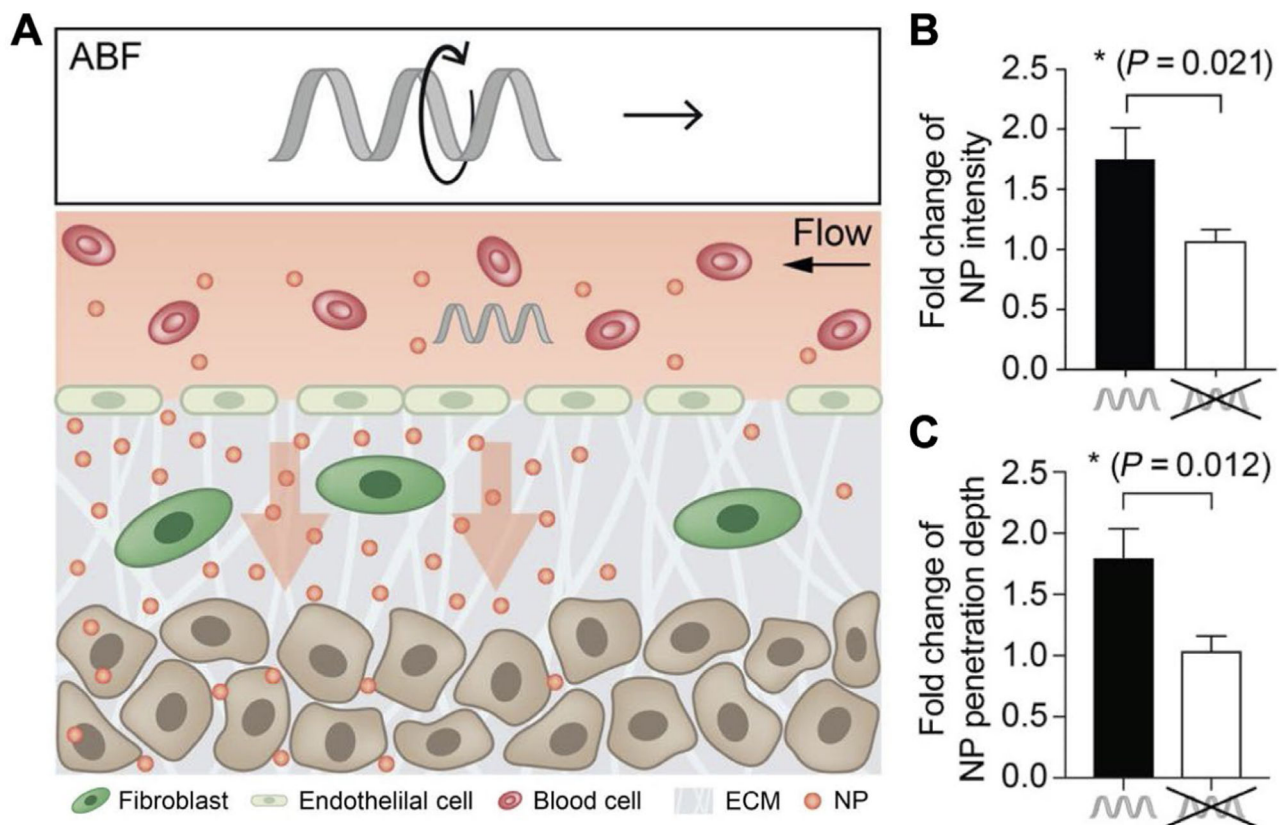 A
ABF
Flow
Fibroblast
Endothelilal cell
Blood cell
ECM
NP
B
* (P = 0.021)
Fold change of
NP intensity
2.5
2.0
1.5
1.0
0.5
0.0
C
* (P = 0.012)
Fold change of
NP penetration depth
2.5
2.0
1.5
1.0
0.5
0.0